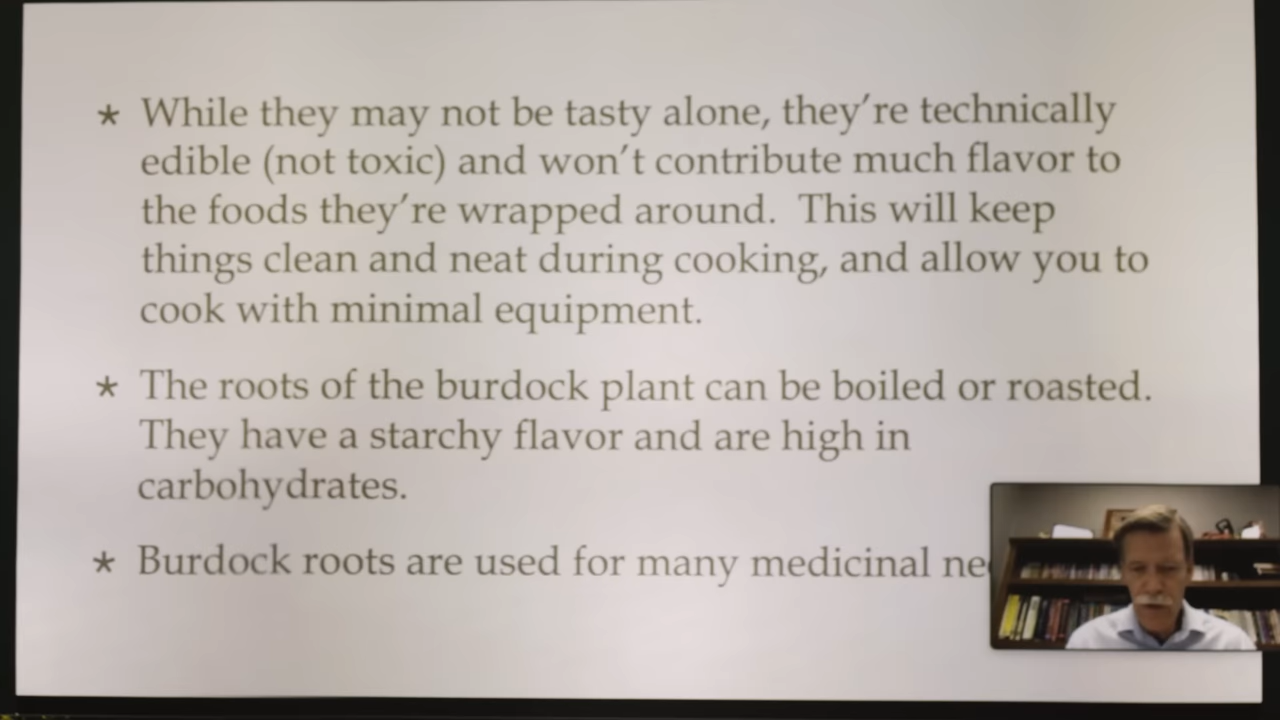 * While they may not be tasty alone, they're technically
edible (not toxic) and won't contribute much flavor to
the foods they're wrapped around. This will keep
things clean and neat during cooking, and allow you to
cook with minimal equipment.
* The roots of the burdock plant can be boiled or roasted.
They have a starchy flavor and are high in
carbohydrates.
* Burdock roots are used for many medicinal